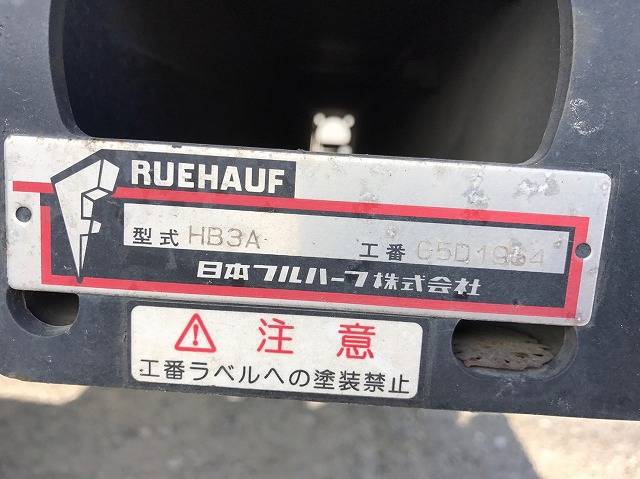 RUEHAUF
型式 HB3A 工番 C5D1984
日本フルハーフ株式会社
注意
工番ラベルへの塗装禁止